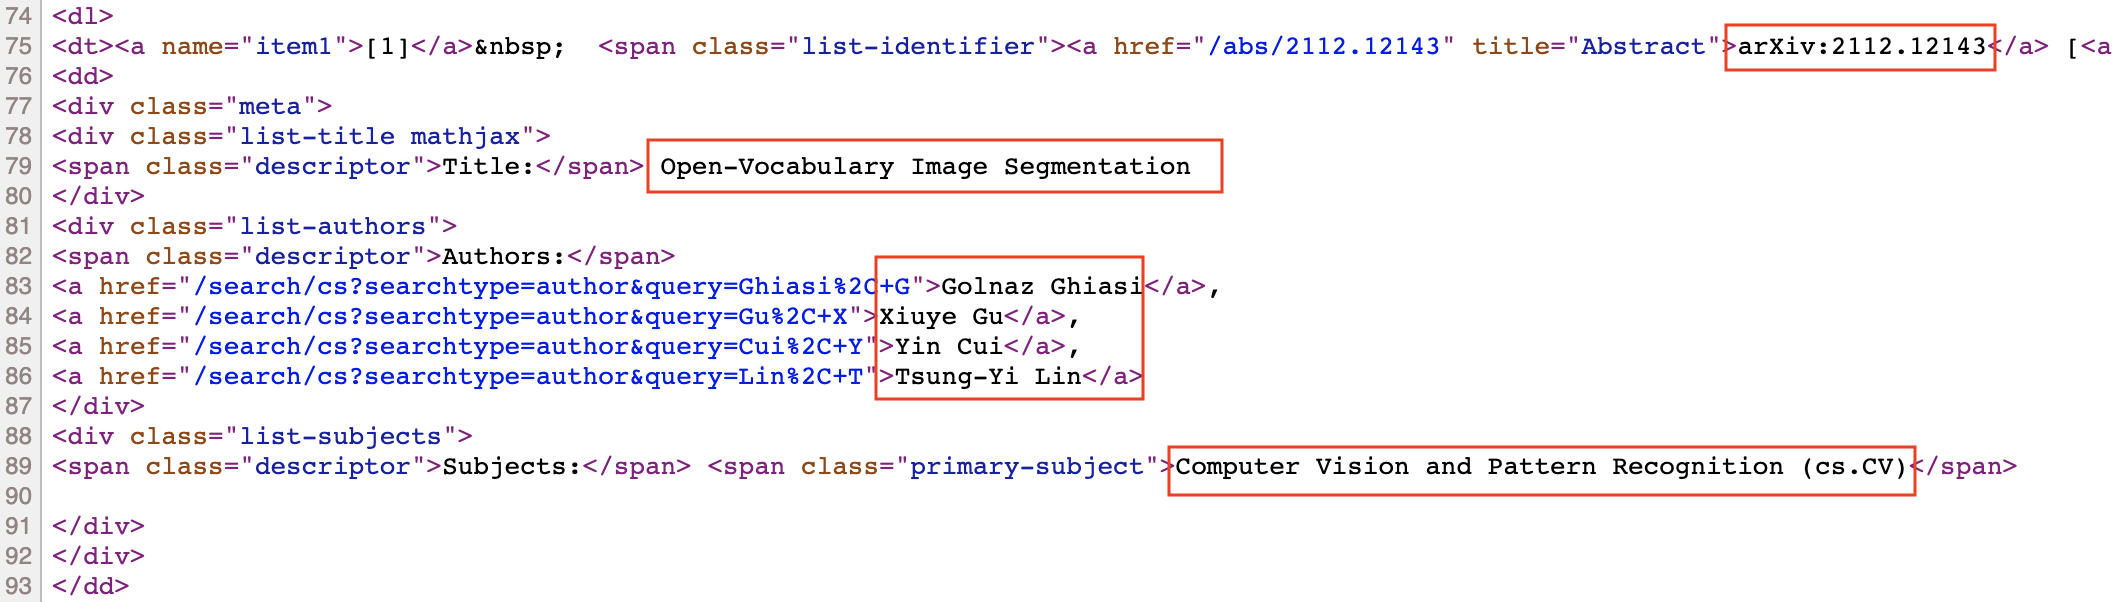 74 <dl>
75 <dt><a name="item1">[1]</a>&nbsp;  <span class="list-identifier"><a href="/abs/2112.12143" title="Abstract">arXiv:2112.12143</a> [<a
76 <dd>
77 <div class="meta">
78 <div class="list-title mathjax">
79 <span class="descriptor">Title:</span> Open-Vocabulary Image Segmentation
80 </div>
81 <div class="list-authors">
82 <span class="descriptor">Authors:</span>
83 <a href="/search/cs?searchtype=author&query=Ghiasi%2C+G">Golnaz Ghiasi</a>,
84 <a href="/search/cs?searchtype=author&query=Gu%2C+X">Xiuye Gu</a>,
85 <a href="/search/cs?searchtype=author&query=Cui%2C+Y">Yin Cui</a>,
86 <a href="/search/cs?searchtype=author&query=Lin%2C+T">Tsung-Yi Lin</a>
87 </div>
88 <div class="list-subjects">
89 <span class="descriptor">Subjects:</span> <span class="primary-subject">Computer Vision and Pattern Recognition (cs.CV)</span>
90
91 </div>
92 </div>
93 </dd>